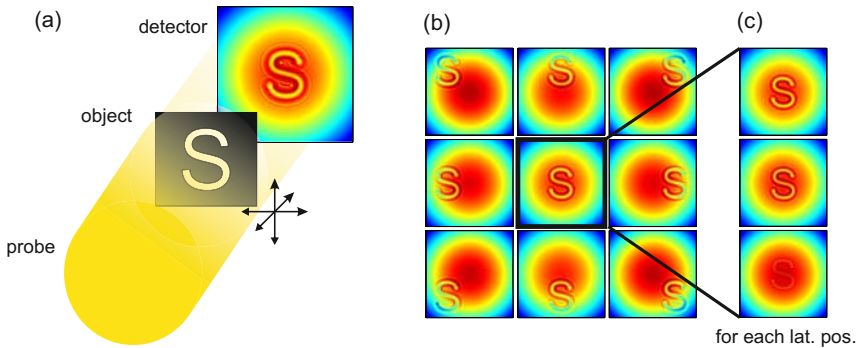 (a)
detector
object
probe
S
S
(b)
S S S
S S S
S S S
(c)
S
S
S
for each lat. pos.